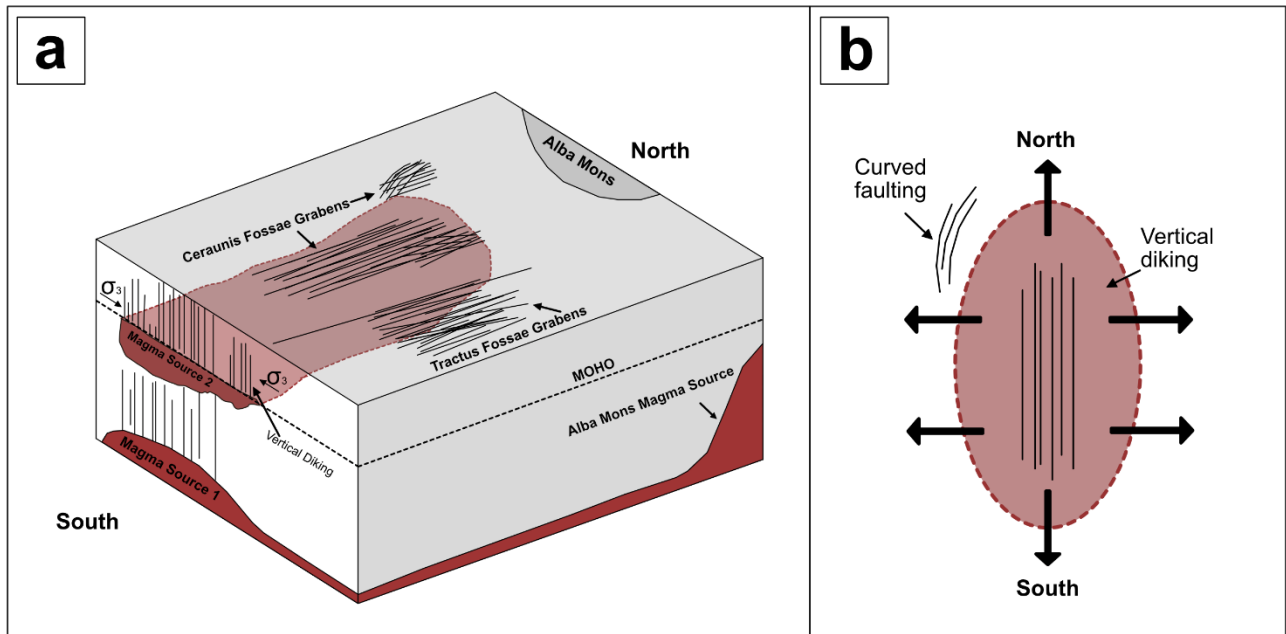 a
Alba Mons
North
Ceraunis Fossae Grabens
Tractus Fossae Grabens
σ3
Magma Source 2
σ3
MOHO
Vertical Diking
Alba Mons Magma Source
Magma Source 1
South
b
North
Curved
faulting
Vertical
diking
South